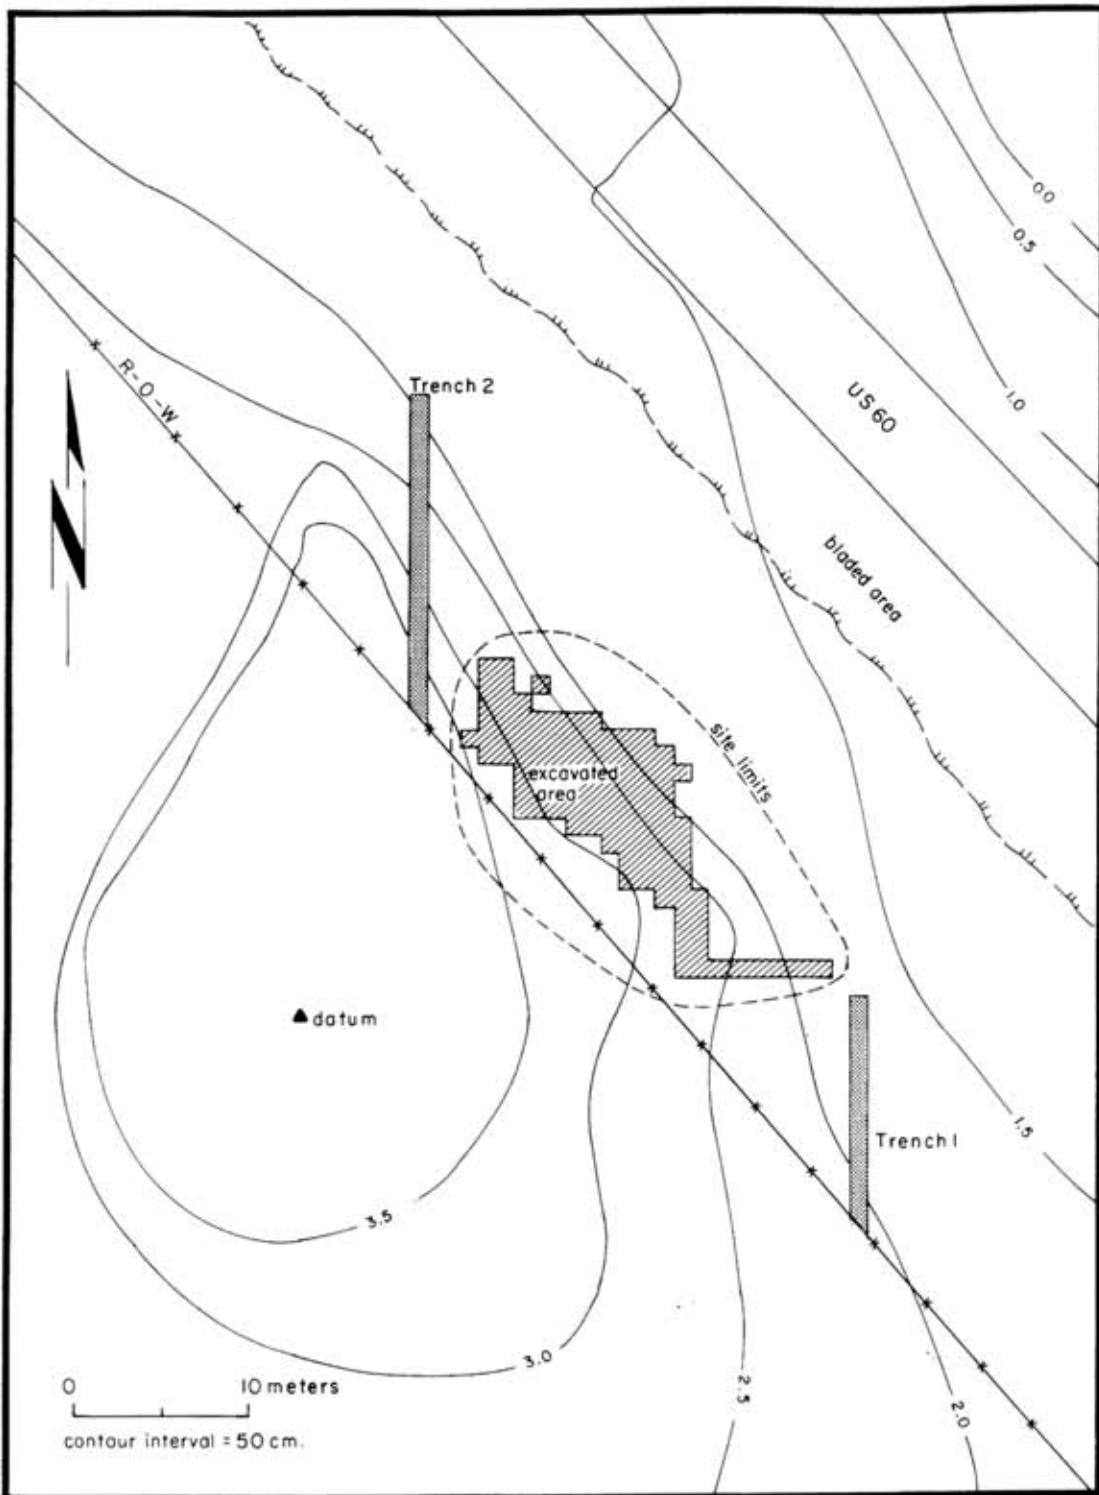 0.0
0.5
1.0
US 60
R-O-W
Trench 2
bladed area
site limits
excavated
area
datum
1.5
Trench 1
3.5
3.0
2.5
2.0
0 10 meters
contour interval = 50 cm.
N